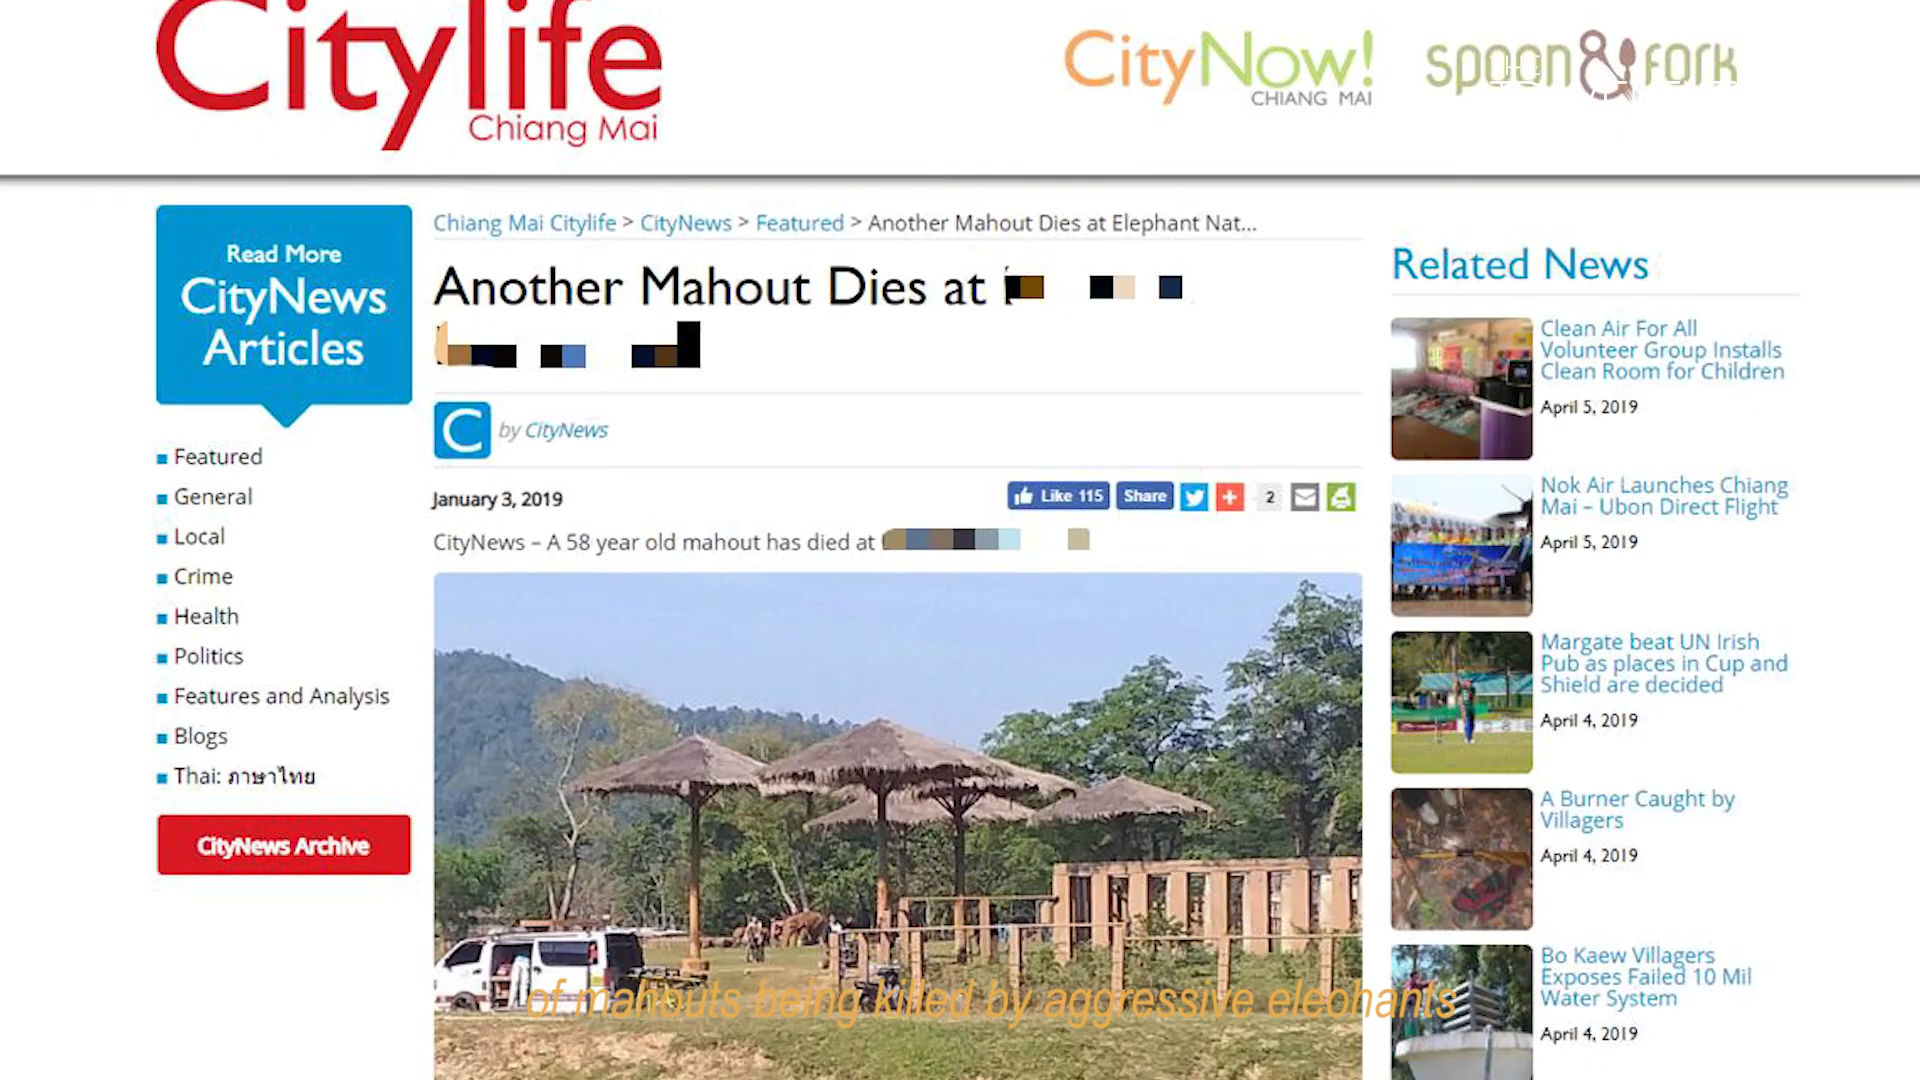 Citylife
Chiang Mai
CityNow!
CHIANG MAI
spoon&fork
Read More
CityNews
Articles
Featured
General
Local
Crime
Health
Politics
Features and Analysis
Blogs
Thai: ภาษาไทย
CityNews Archive
Chiang Mai Citylife > CityNews > Featured > Another Mahout Dies at Elephant Nat...
Another Mahout Dies at
C by CityNews
January 3, 2019
Like 115
Share
2
CityNews – A 58 year old mahout has died at
of mahouts being killed by aggressive elephants
Related News
Clean Air For All
Volunteer Group Installs
Clean Room for Children
April 5, 2019
Nok Air Launches Chiang
Mai – Ubon Direct Flight
April 5, 2019
Margate beat UN Irish
Pub as places in Cup and
Shield are decided
April 4, 2019
A Burner Caught by
Villagers
April 4, 2019
Bo Kaew Villagers
Exposes Failed 10 Mil
Water System
April 4, 2019